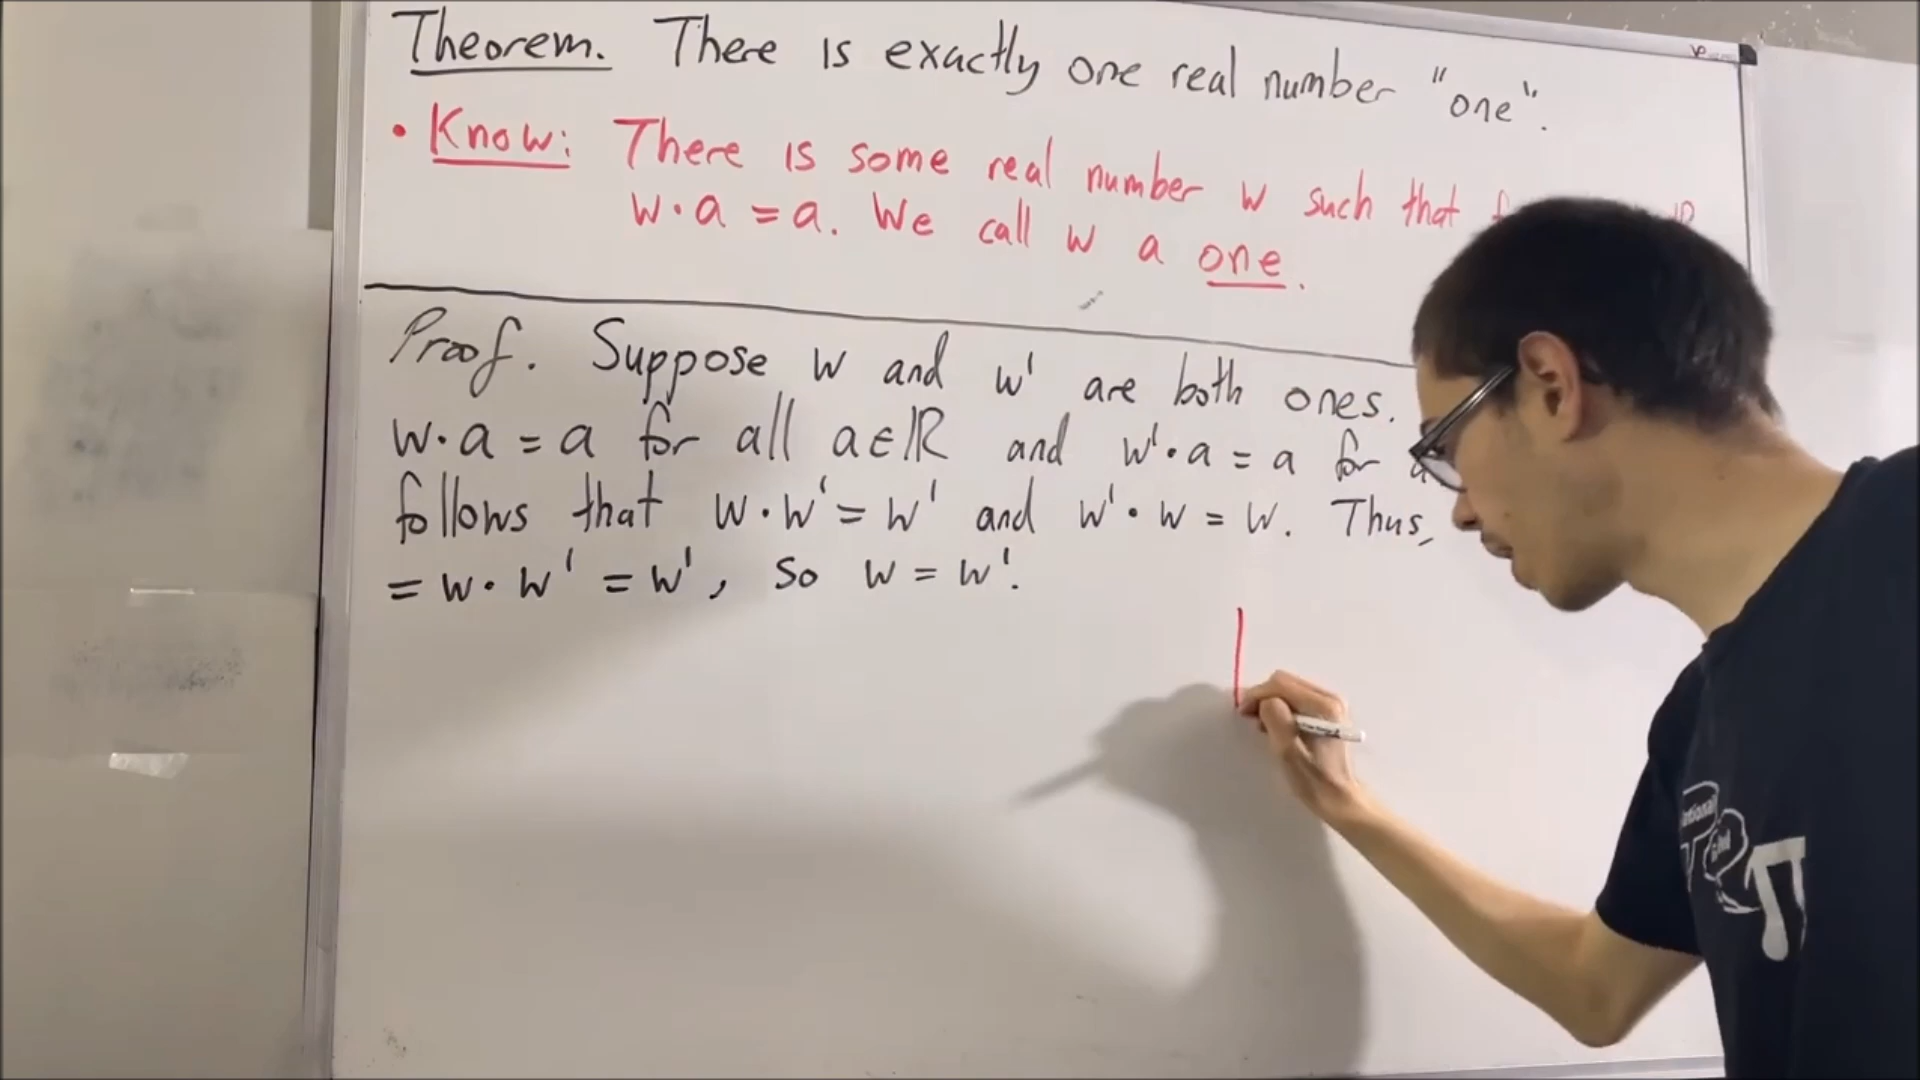 Theorem. There is exactly one real number "one".
• Know: There is some real number w such that
w·a = a. We call w a one.
Proof. Suppose w and w' are both ones.
w·a = a for all a∈ℝ and w'·a = a for
follows that w·w' = w' and w'·w = w. Thus,
= w·w' = w', so w = w'.